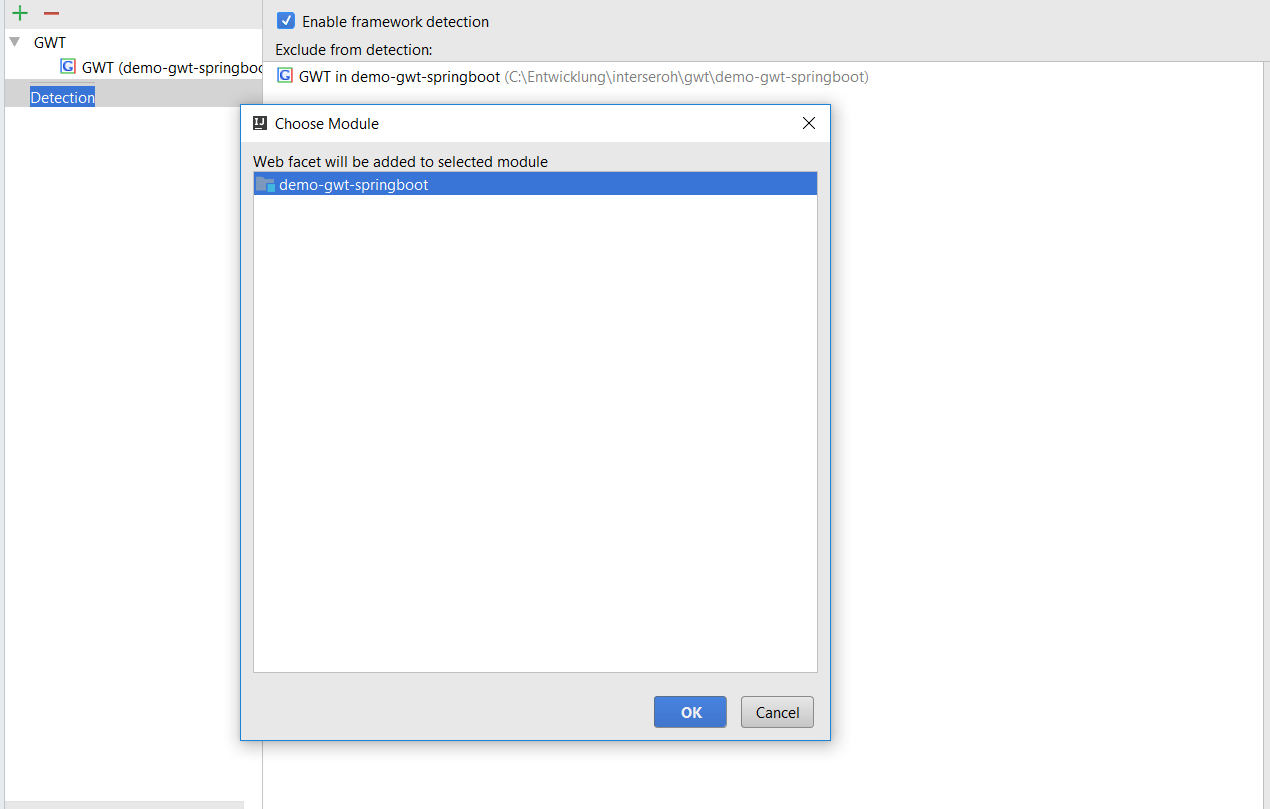 Enable framework detection
GWT
Exclude from detection:
GWT (demo-gwt-springboo
GWT in demo-gwt-springboot (C:\Entwicklung\interseroh\gwt\demo-gwt-springboot)
Detection
Choose Module
Web facet will be added to selected module
demo-gwt-springboot
OK
Cancel